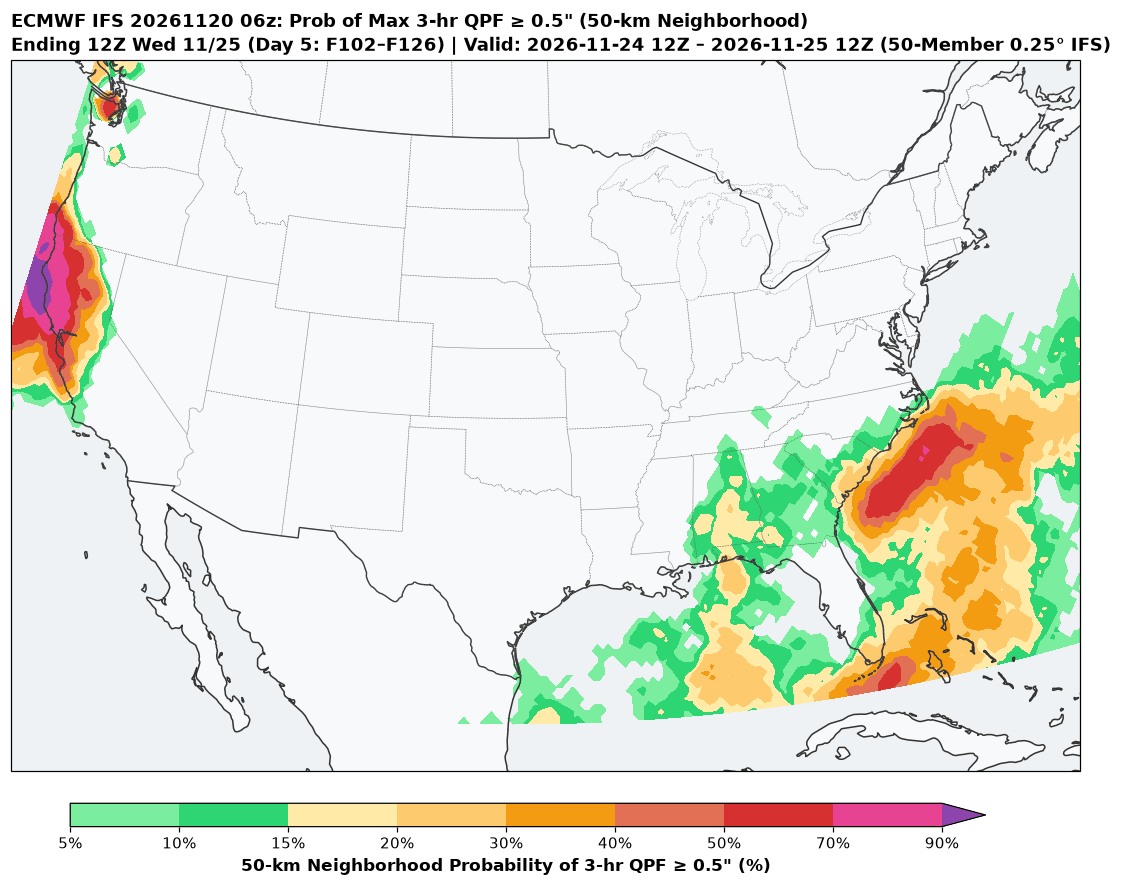 ECMWF IFS 20261120 06z: Prob of Max 3-hr QPF ≥ 0.5" (50-km Neighborhood)
Ending 12Z Wed 11/25 (Day 5: F102–F126) | Valid: 2026-11-24 12Z – 2026-11-25 12Z (50-Member 0.25° IFS)
5% 10% 15% 20% 30% 40% 50% 70% 90%
50-km Neighborhood Probability of 3-hr QPF ≥ 0.5" (%)